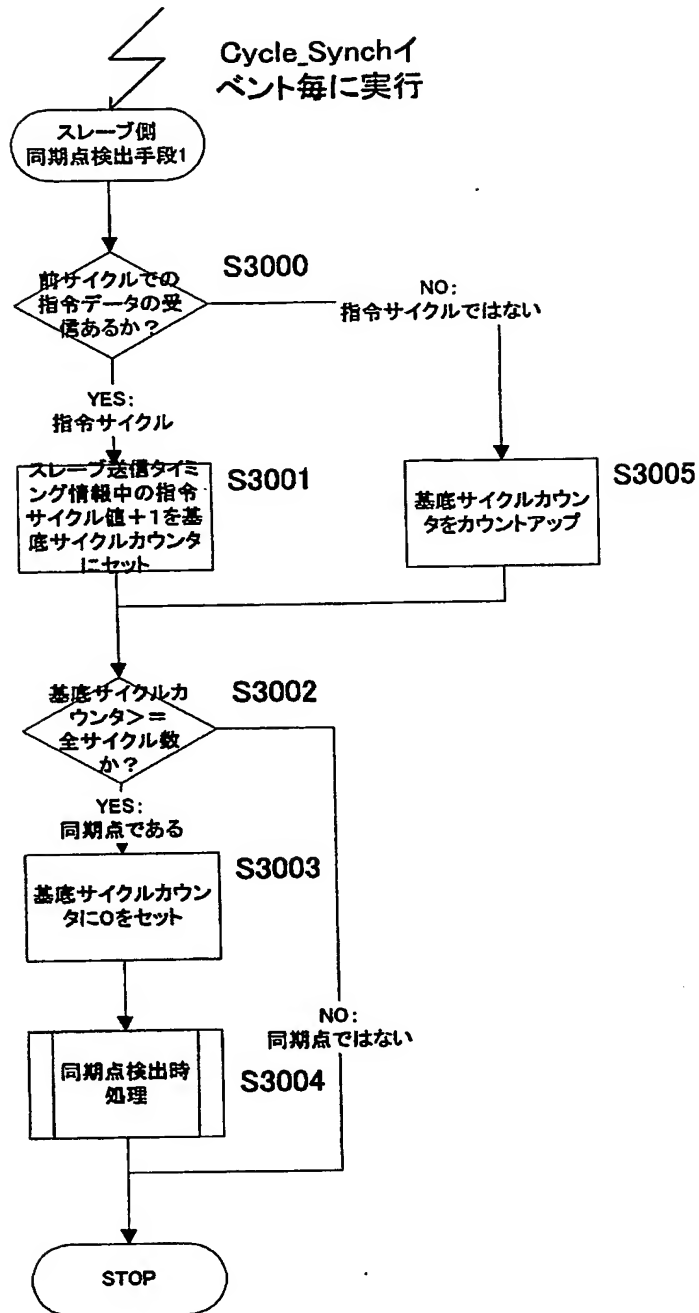 Cycle_Synchイ
ベント毎に実行
スレーブ側
同期点検出手段1
前サイクルでの
指令データの受
信あるか？
S3000
NO:
指令サイクルではない
YES:
指令サイクル
スレーブ送信タイミ
ング情報中の指令
サイクル値＋1を基
底サイクルカウンタ
にセット
S3001
基底サイクルカウン
タをカウントアップ
S3005
基底サイクルカ
ウンタ>＝
全サイクル数
か？
S3002
YES:
同期点である
基底サイクルカウン
タに0をセット
S3003
NO:
同期点ではない
同期点検出時
処理
S3004
STOP